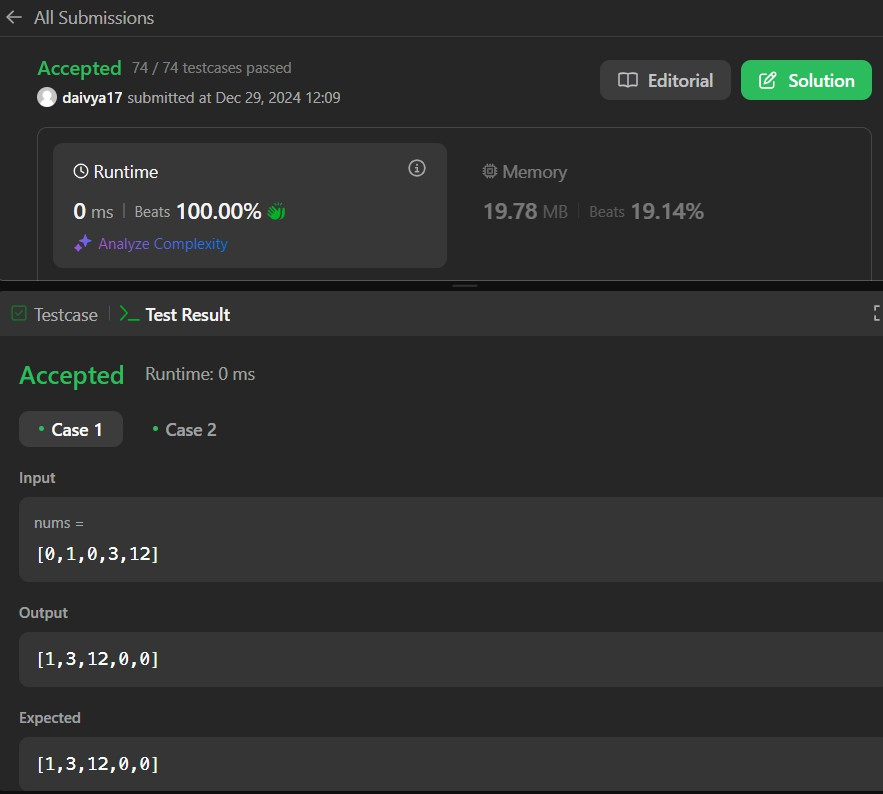 All Submissions
Accepted 74 / 74 testcases passed
daivya17 submitted at Dec 29, 2024 12:09
Editorial
Solution
Runtime
0 ms | Beats 100.00%
Analyze Complexity
Memory
19.78 MB | Beats 19.14%
Testcase | Test Result
Accepted Runtime: 0 ms
Case 1 Case 2
Input
nums =
[0,1,0,3,12]
Output
[1,3,12,0,0]
Expected
[1,3,12,0,0]